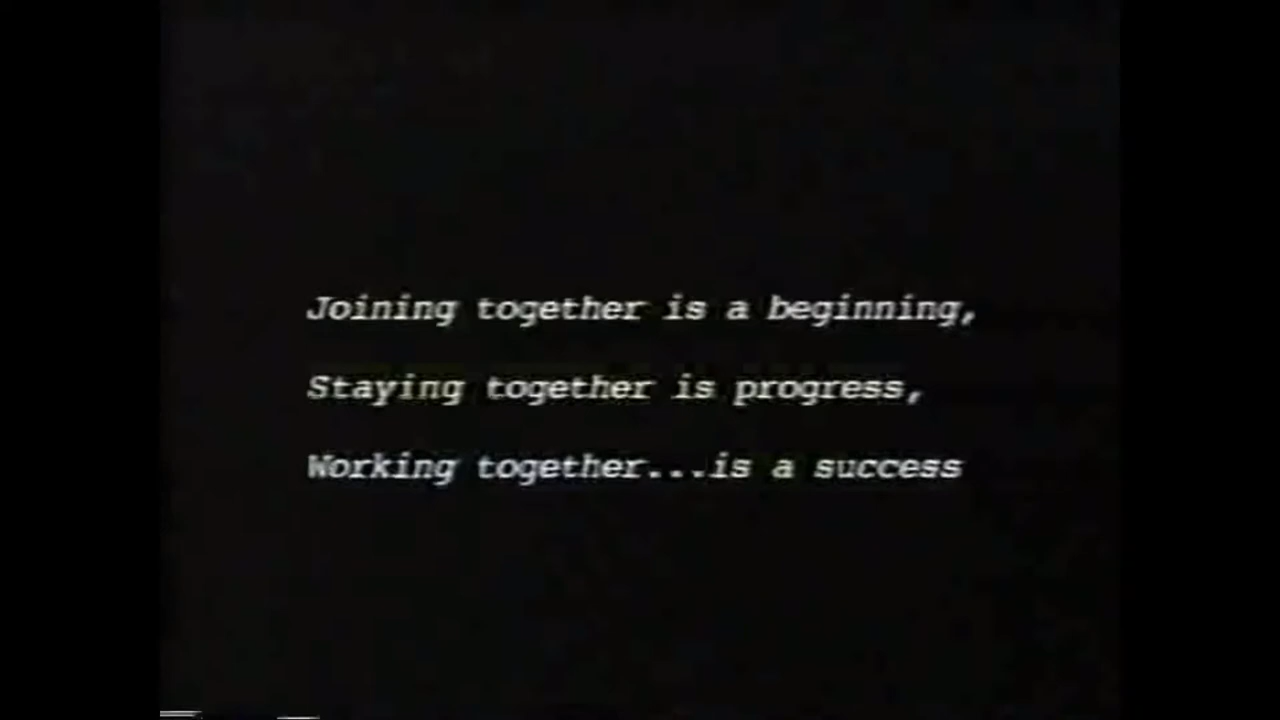 Joining together is a beginning,
Staying together is progress,
Working together...is a success